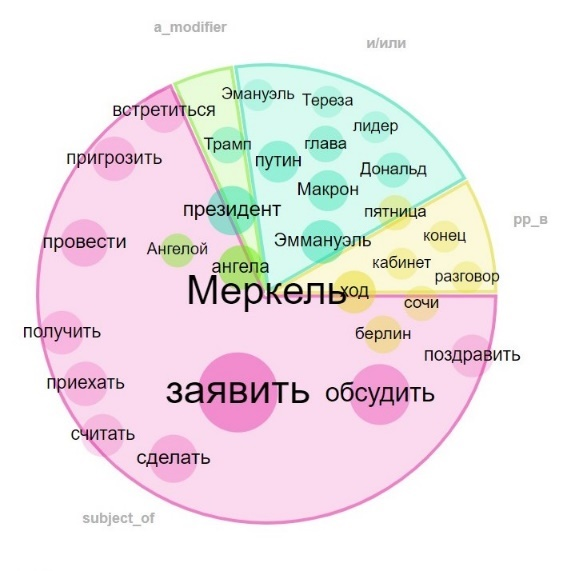 a_modifier
и/или
Эмануэль
Тереза
встретиться
лидер
Трамп
глава
пригрозить
путин
Дональд
Макрон
президент
пятница
pp_в
провести
Ангелой
Эммануэль
конец
ангела
кабинет
разговор
Меркель
ход
сочи
получить
берлин
поздравить
приехать
заявить
обсудить
считать
сделать
subject_of